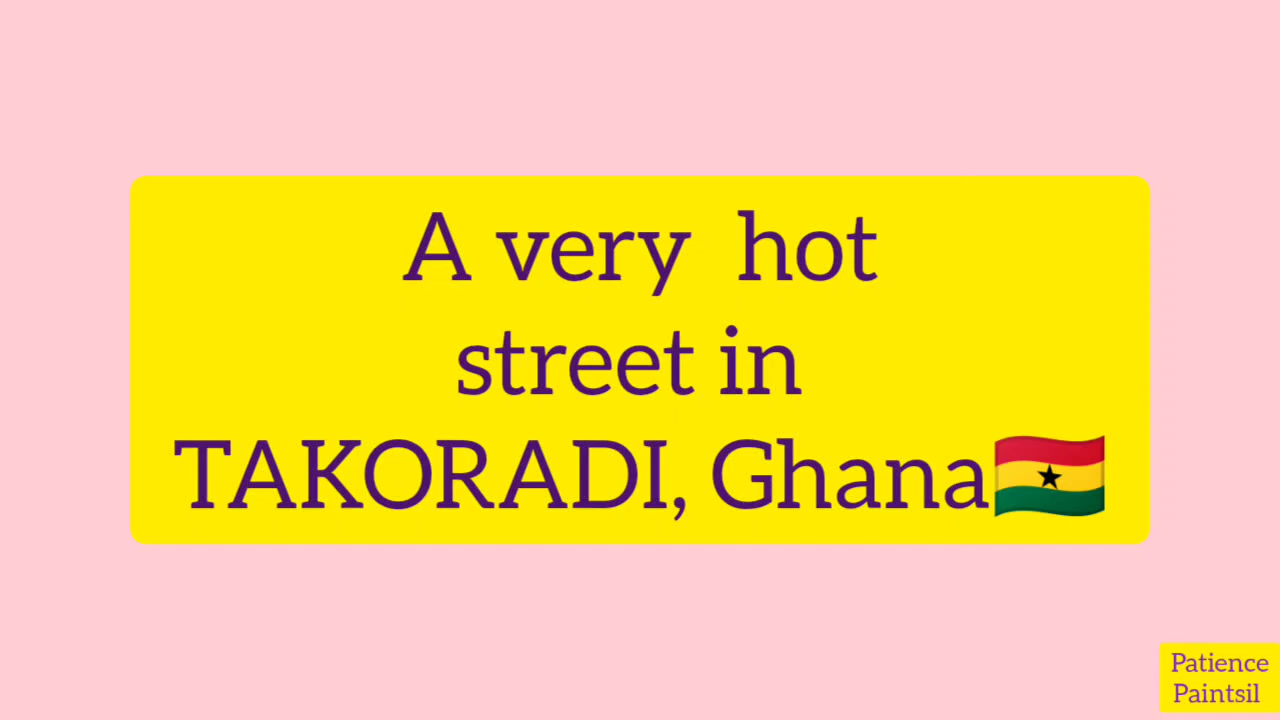 A very  hot
street in
TAKORADI, Ghana🇬🇭
Patience
Paintsil